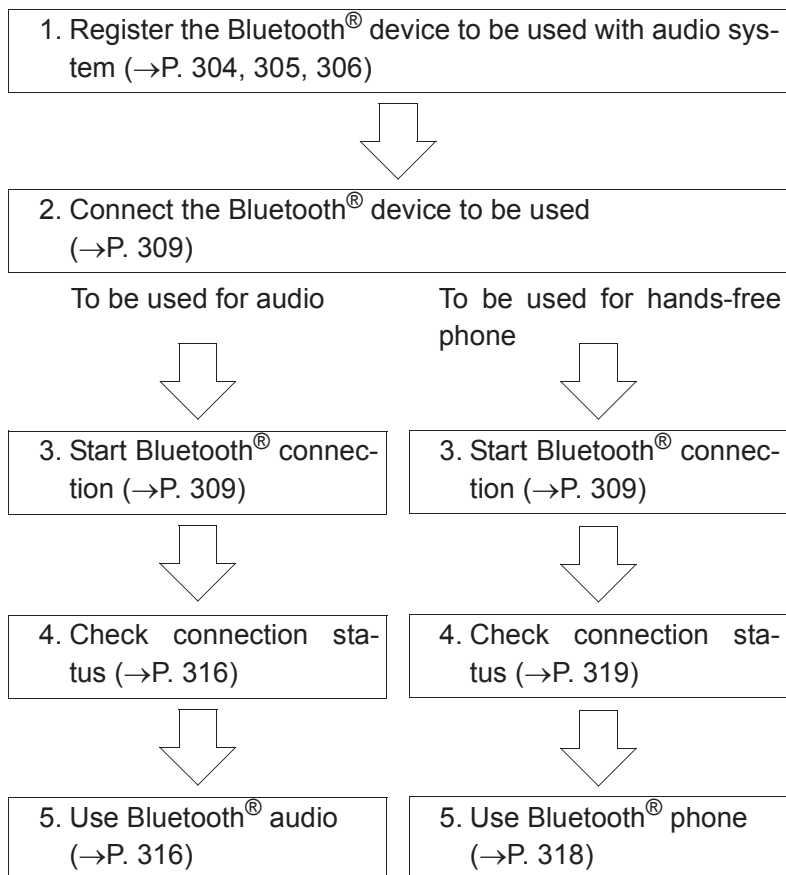 1. Register the Bluetooth® device to be used with audio sys-
tem (→P. 304, 305, 306)
2. Connect the Bluetooth® device to be used
(→P. 309)
To be used for audio
To be used for hands-free
phone
3. Start Bluetooth® connec-
tion (→P. 309)
3. Start Bluetooth® connec-
tion (→P. 309)
4. Check connection sta-
tus (→P. 316)
4. Check connection sta-
tus (→P. 319)
5. Use Bluetooth® audio
(→P. 316)
5. Use Bluetooth® phone
(→P. 318)